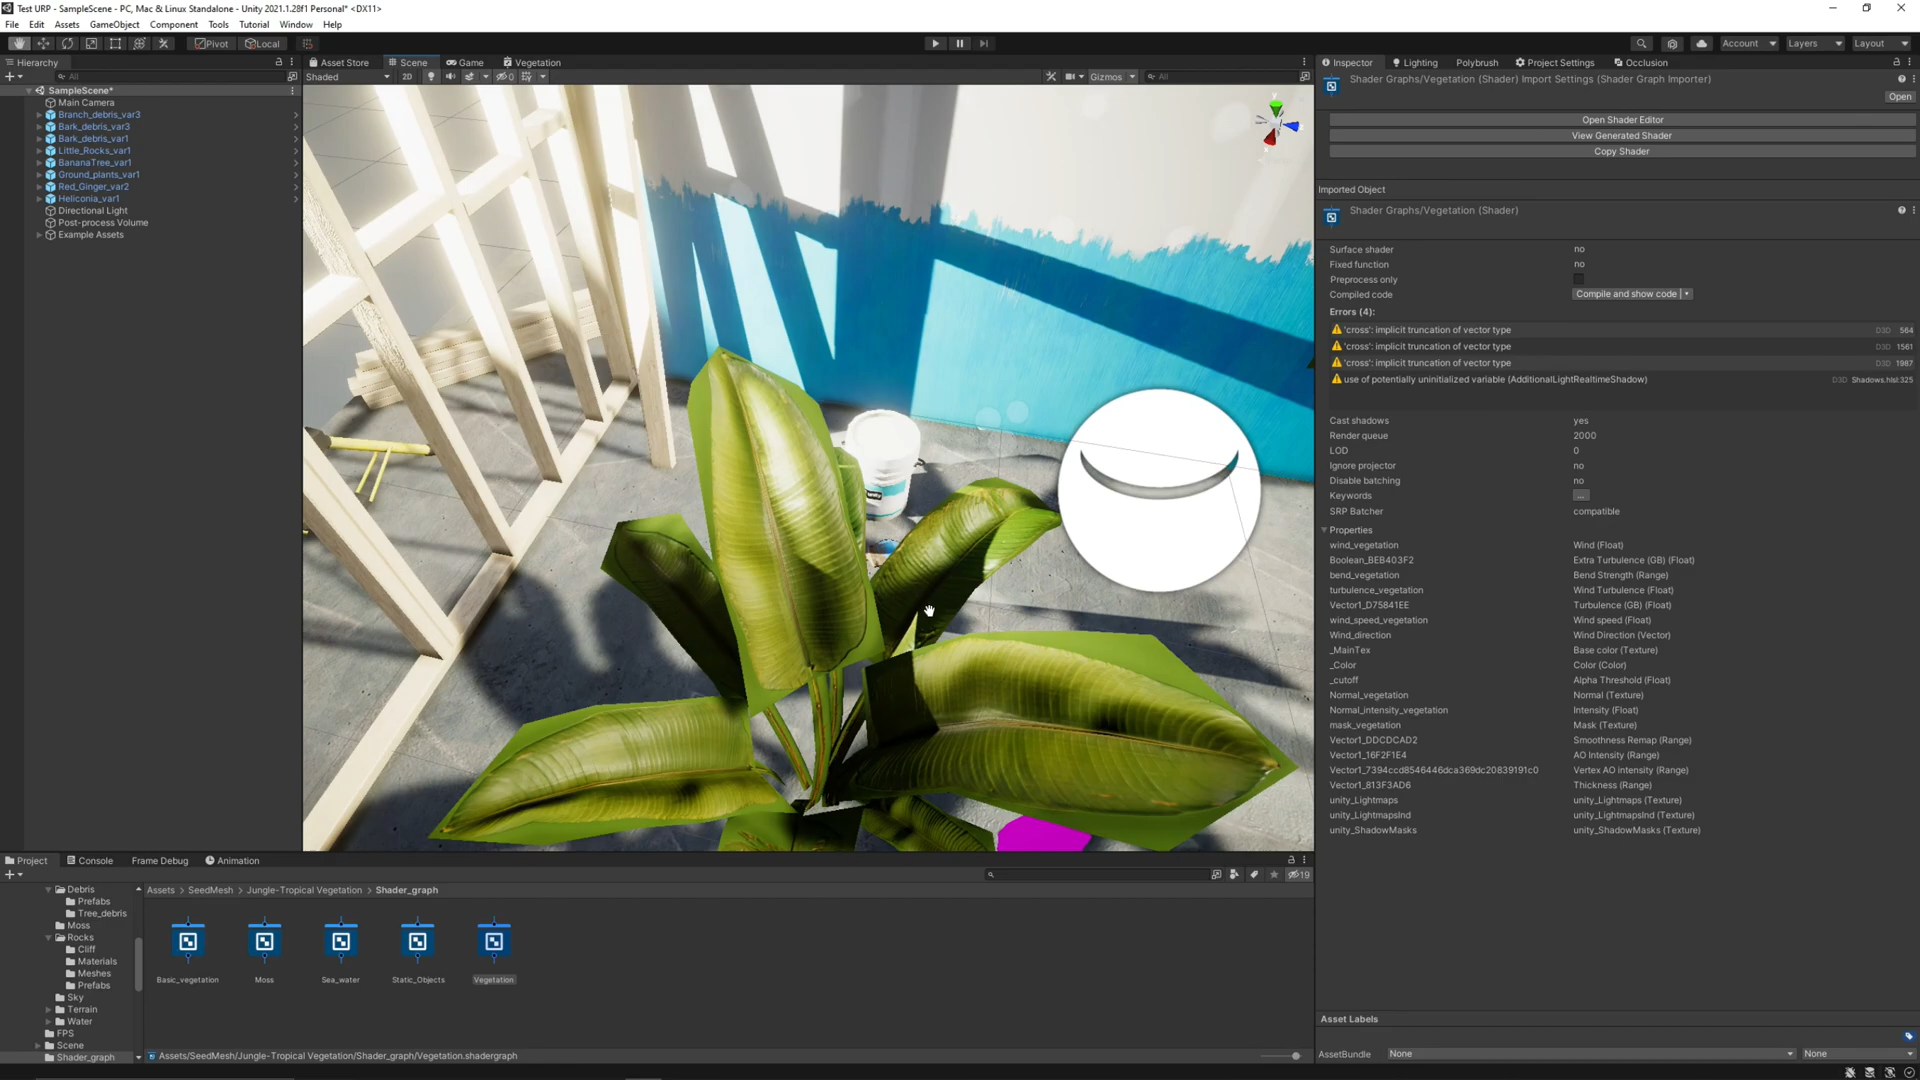 Test URP - SampleScene - PC, Mac & Linux Standalone - Unity 2021.1.28f1 Personal* <DX11>
File Edit Assets GameObject Component Tools Tutorial Window Help
Pivot Local Account Layers Layout
Hierarchy
All
SampleScene*
Main Camera
Branch_debris_var3
Bark_debris_var3
Bark_debris_var1
Little_Rocks_var1
BananaTree_var1
Ground_plants_var1
Red_Ginger_var2
Heliconia_var1
Directional Light
Post-process Volume
Example Assets
Asset Store Scene Game Vegetation
Shaded 2D 0 Gizmos All
Inspector Lighting Polybrush Project Settings Occlusion
Shader Graphs/Vegetation (Shader) Import Settings (Shader Graph Importer)
Open
Open Shader Editor
View Generated Shader
Copy Shader
Imported Object
Shader Graphs/Vegetation (Shader)
Surface shader no
Fixed function no
Preprocess only
Compiled code Compile and show code
Errors (4):
'cross': implicit truncation of vector type D3D 564
'cross': implicit truncation of vector type D3D 1561
'cross': implicit truncation of vector type D3D 1987
use of potentially uninitialized variable (AdditionalLightRealtimeShadow) D3D Shadows.hlsl:325
Cast shadows yes
Render queue 2000
LOD 0
Ignore projector no
Disable batching no
Keywords ...
SRP Batcher compatible
Properties
wind_vegetation Wind (Float)
Boolean_BEB403F2 Extra Turbulence (GB) (Float)
bend_vegetation Bend Strength (Range)
turbulence_vegetation Wind Turbulence (Float)
Vector1_D75841EE Turbulence (GB) (Float)
wind_speed_vegetation Wind speed (Float)
Wind_direction Wind Direction (Vector)
_MainTex Base color (Texture)
_Color Color (Color)
_cutoff Alpha Threshold (Float)
Normal_vegetation Normal (Texture)
Normal_intensity_vegetation Intensity (Float)
mask_vegetation Mask (Texture)
Vector1_DDCDCAD2 Smoothness Remap (Range)
Vector1_16F2F1E4 AO Intensity (Range)
Vector1_7394ccd8546446dca369dc20839191c0 Vertex AO intensity (Range)
Vector1_813F3AD6 Thickness (Range)
unity_Lightmaps unity_Lightmaps (Texture)
unity_LightmapsInd unity_LightmapsInd (Texture)
unity_ShadowMasks unity_ShadowMasks (Texture)
Asset Labels
AssetBundle None None
Project Console Frame Debug Animation
19
Debris
Prefabs
Tree_debris
Moss
Rocks
Cliff
Materials
Meshes
Prefabs
Sky
Terrain
Water
FPS
Scene
Shader_graph
Assets > SeedMesh > Jungle-Tropical Vegetation > Shader_graph
Basic_vegetation Moss Sea_water Static_Objects Vegetation
Assets/SeedMesh/Jungle-Tropical Vegetation/Shader_graph/Vegetation.shadergraph